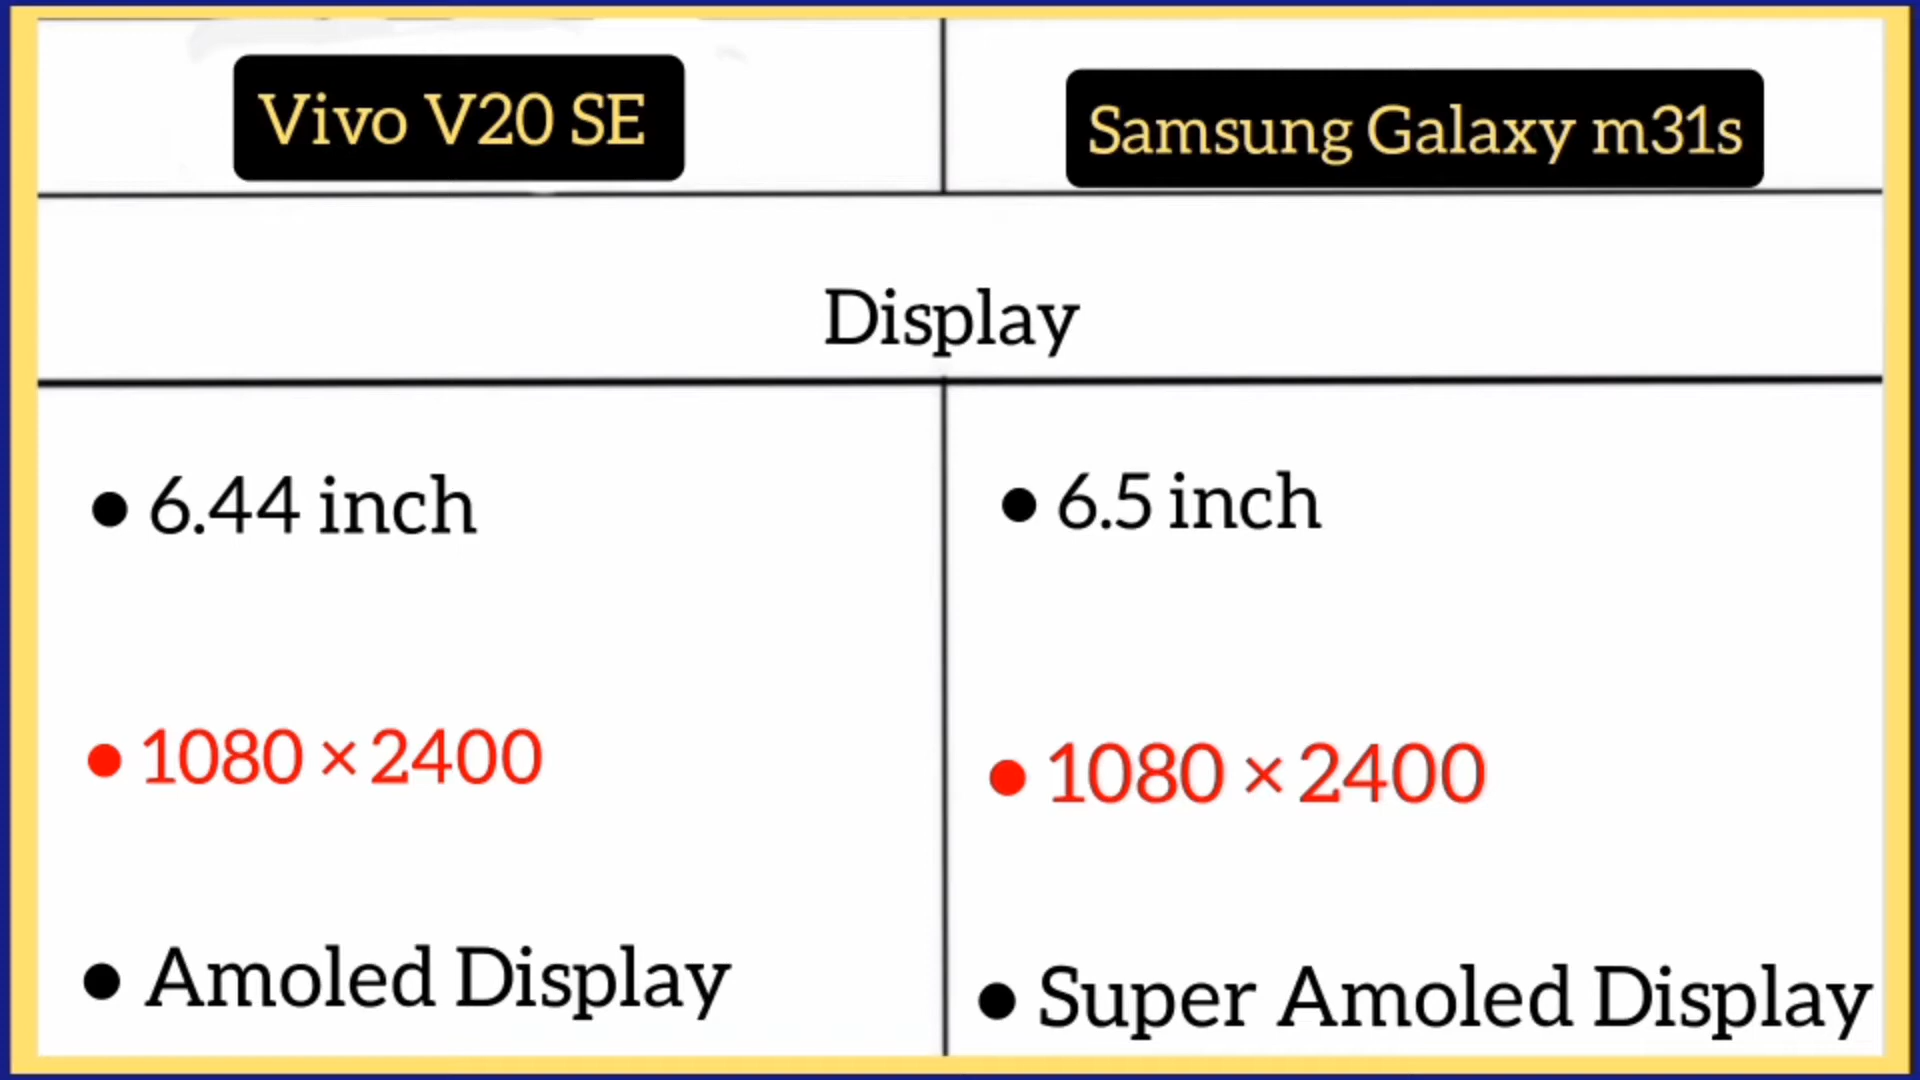 Vivo V20 SE
Samsung Galaxy m31s
Display
● 6.44 inch
● 6.5 inch
● 1080 × 2400
● 1080 × 2400
● Amoled Display
● Super Amoled Display